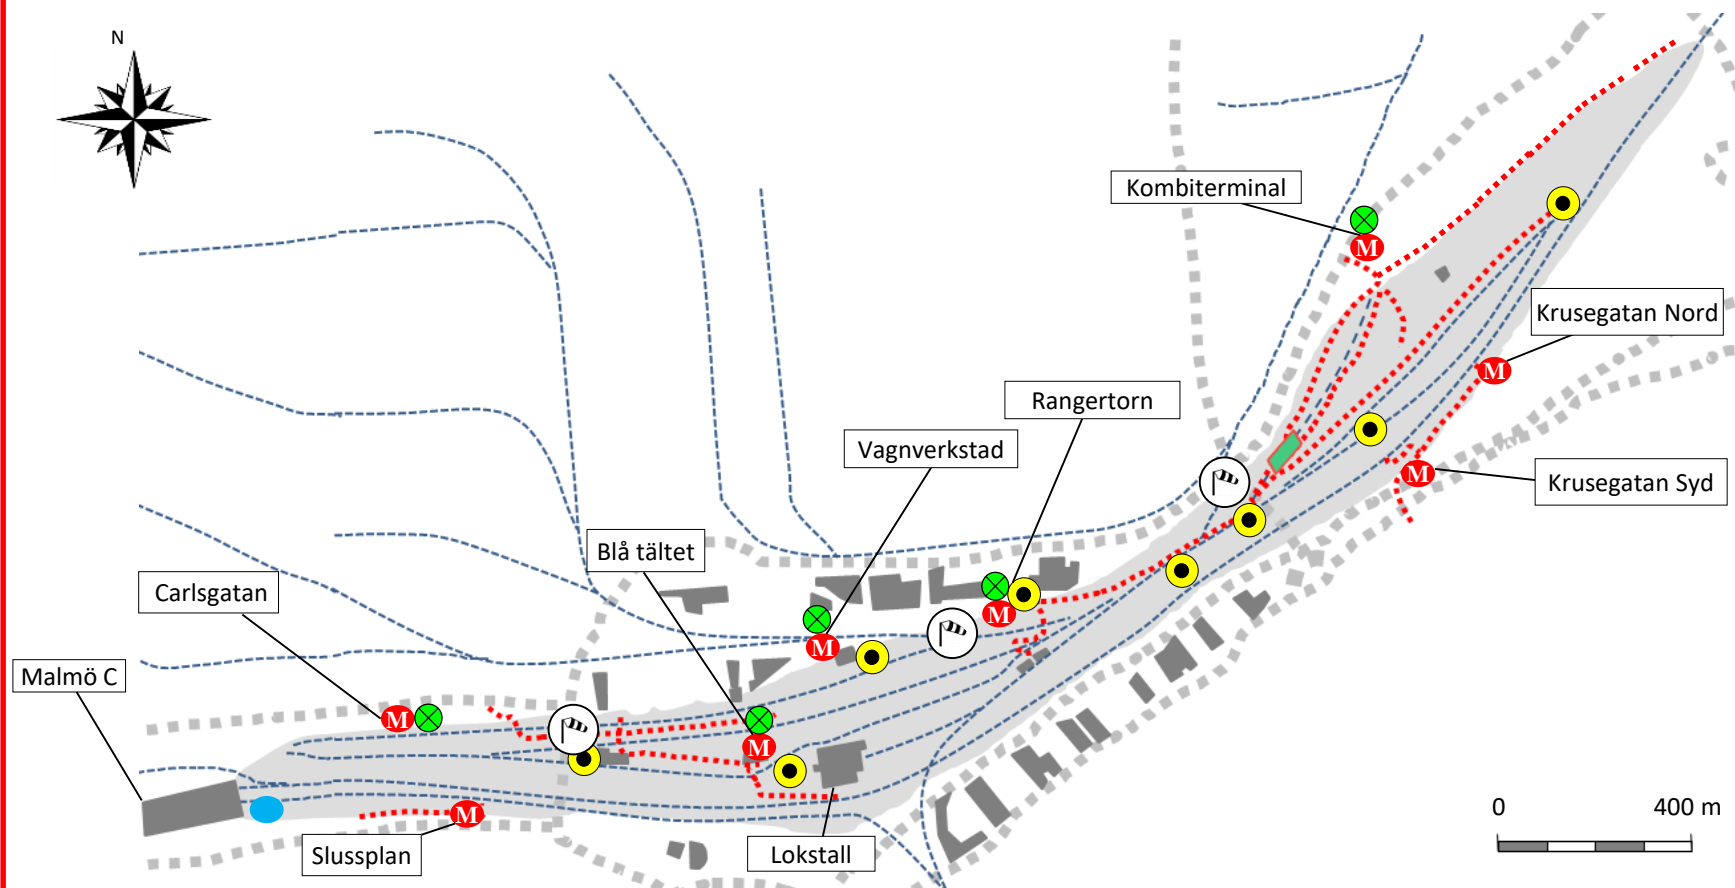 N
Kombiterminal
M
Krusegatan Nord
M
Rangertorn
Vagnverkstad
M
Krusegatan Syd
Blå tältet
Carlsgatan
M
M
Malmö C
M
M
M
Slussplan
Lokstall
0 400 m